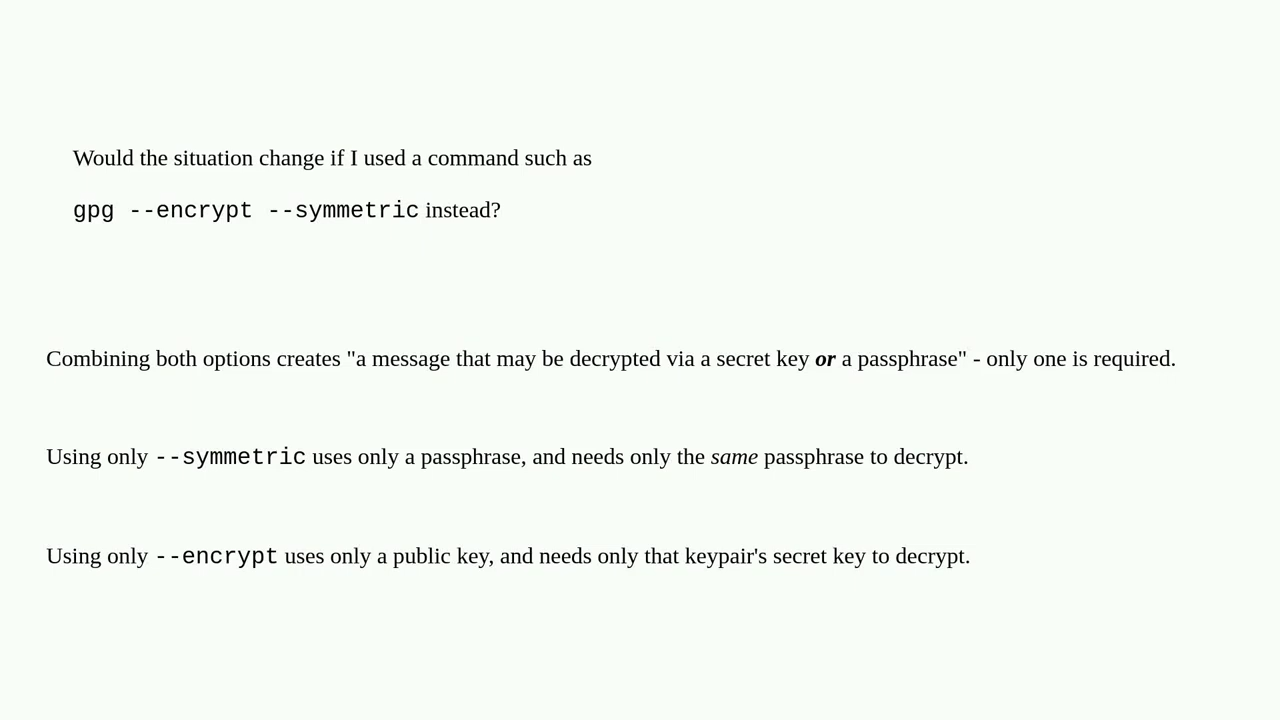 Would the situation change if I used a command such as
gpg --encrypt --symmetric instead?
Combining both options creates "a message that may be decrypted via a secret key or a passphrase" - only one is required.
Using only --symmetric uses only a passphrase, and needs only the same passphrase to decrypt.
Using only --encrypt uses only a public key, and needs only that keypair's secret key to decrypt.